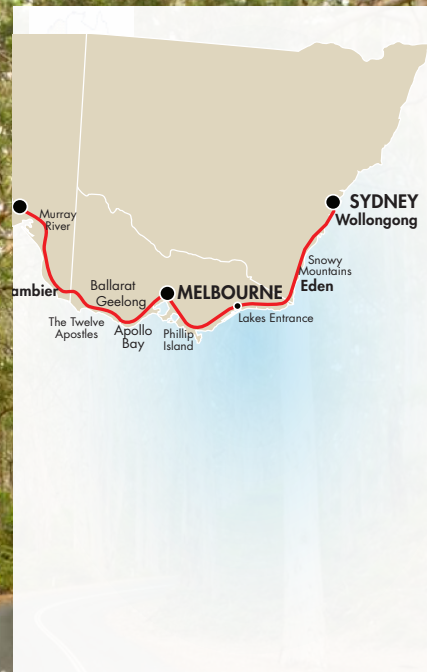 SYDNEY
Wollongong
Murray
River
Snowy
Mountains
Eden
ambier
Ballarat
Geelong
MELBOURNE
Lakes Entrance
The Twelve
Apostles
Apollo
Bay
Phillip
Island